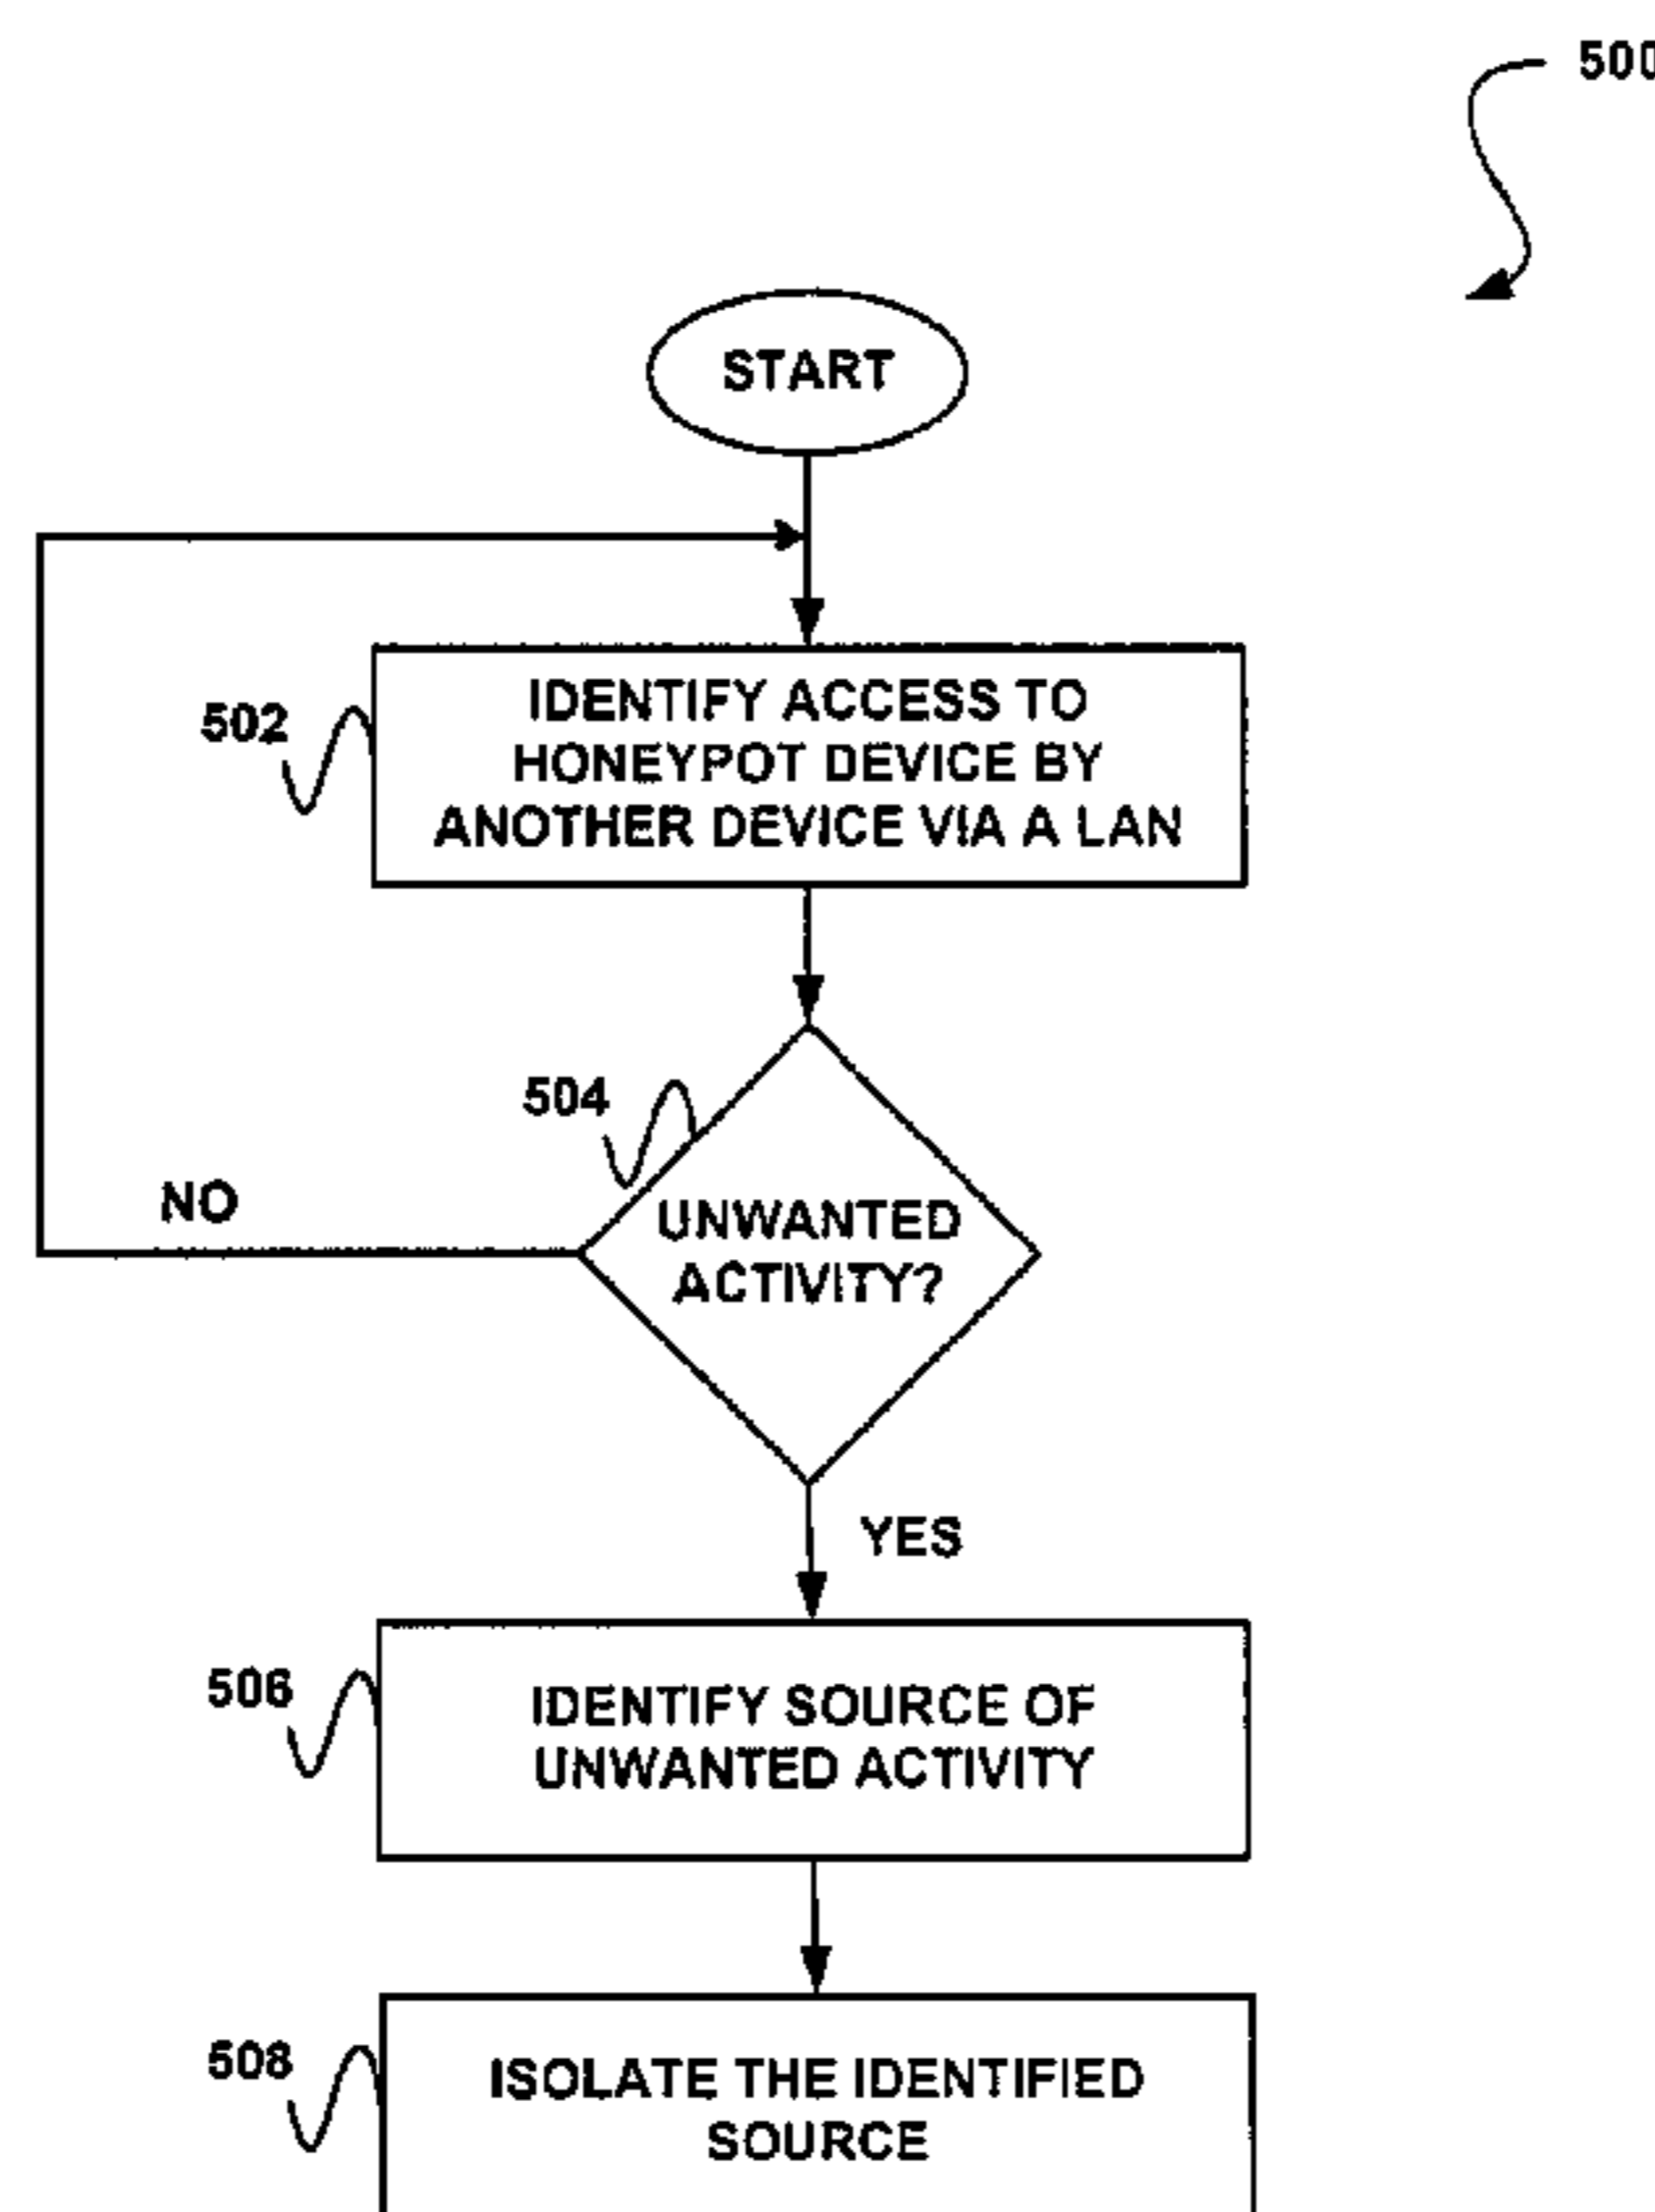 500
START
502
IDENTIFY ACCESS TO
HONEYPOT DEVICE BY
ANOTHER DEVICE VIA A LAN
504
NO
UNWANTED
ACTIVITY?
YES
506
IDENTIFY SOURCE OF
UNWANTED ACTIVITY
508
ISOLATE THE IDENTIFIED
SOURCE